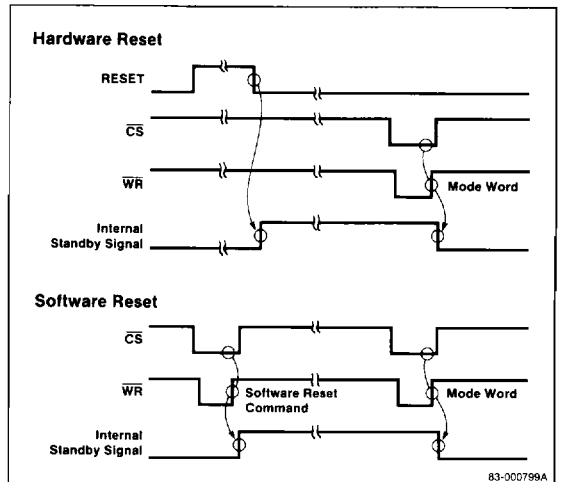 Hardware Reset
RESET
CS
WR
Mode Word
Internal
Standby Signal
Software Reset
CS
WR
Software Reset
Command
Mode Word
Internal
Standby Signal
83-000799A